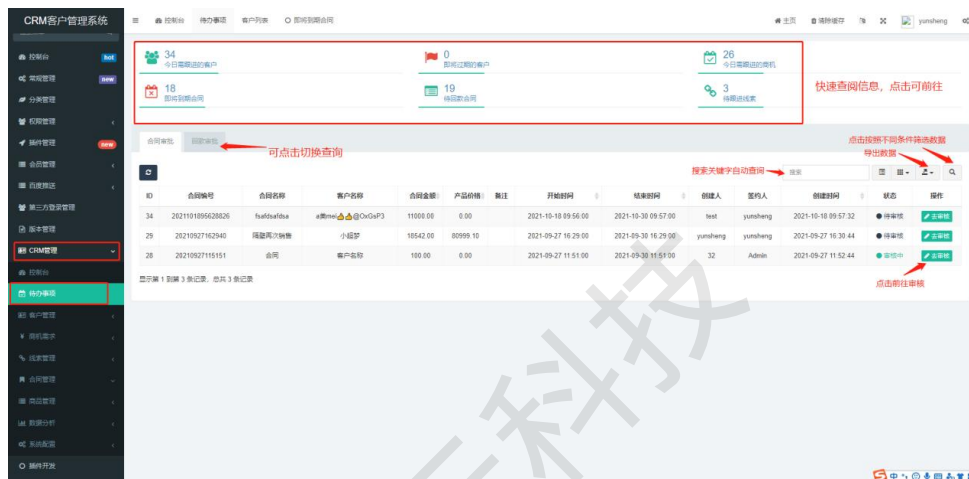 CRM客户管理系统
控制台 待办事项 客户列表 即将到期合同 主页 清除缓存 yunsheng
控制台 hot
常规管理 new
分类管理
权限管理
插件管理 new
会员管理
百度推送
第三方登录管理
版本管理
CRM管理
控制台
待办事项
客户管理
商机需求
线索管理
合同管理
商品管理
数据分析
系统配置
插件开发
34
今日需跟进的客户
0
即将过期的客户
26
今日需跟进的商机
18
即将到期合同
19
待回款合同
3
待跟进线索
快速查阅信息，点击可前往
合同审批 回款审批
可点击切换查询
点击按照不同条件筛选数据
导出数据
搜索关键字自动查询
搜索
ID 合同编号 合同名称 客户名称 合同金额 产品价格 备注 开始时间 结束时间 创建人 签约人 创建时间 状态 操作
34 2021101895628826 fsafdsafdsa a类mei👍👍@OxGsP3 11000.00 0.00 2021-10-18 09:56:00 2021-10-30 09:57:00 test yunsheng 2021-10-18 09:57:32 待审核 去审核
29 20210927162940 隔壁再次销售 小超梦 10542.00 80999.10 2021-09-27 16:29:00 2021-09-30 16:29:00 yunsheng yunsheng 2021-09-27 16:30:44 待审核 去审核
28 20210927115151 合同 客户名称 100.00 0.00 2021-09-27 11:51:00 2021-09-30 11:51:00 32 Admin 2021-09-27 11:52:44 审核中 去审核
显示第 1 到第 3 条记录，总共 3 条记录
点击前往审核
科技
中